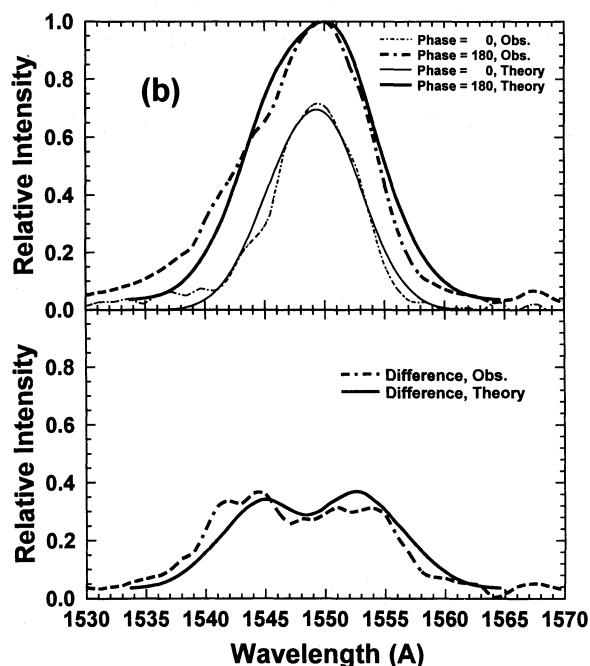 1.0
0.8
0.6
0.4
0.2
0.0
Relative Intensity
(b)
Phase = 0, Obs.
Phase = 180, Obs.
Phase = 0, Theory
Phase = 180, Theory
0.8
0.6
0.4
0.2
0.0
Relative Intensity
Difference, Obs.
Difference, Theory
1530 1535 1540 1545 1550 1555 1560 1565 1570
Wavelength (A)